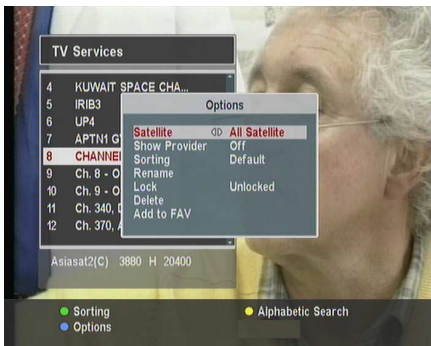 TV Services
4 KUWAIT SPACE CHA...
5 IRIB3
6 UP4
7 APTN1 G
8 CHANNEL
9 Ch. 8 - O
10 Ch. 9 - O
11 Ch. 340,
12 Ch. 370,
Options
Satellite All Satellite
Show Provider Off
Sorting Default
Rename
Lock Unlocked
Delete
Add to FAV
Asiasat2(C) 3880 H 20400
Sorting
Alphabetic Search
Options